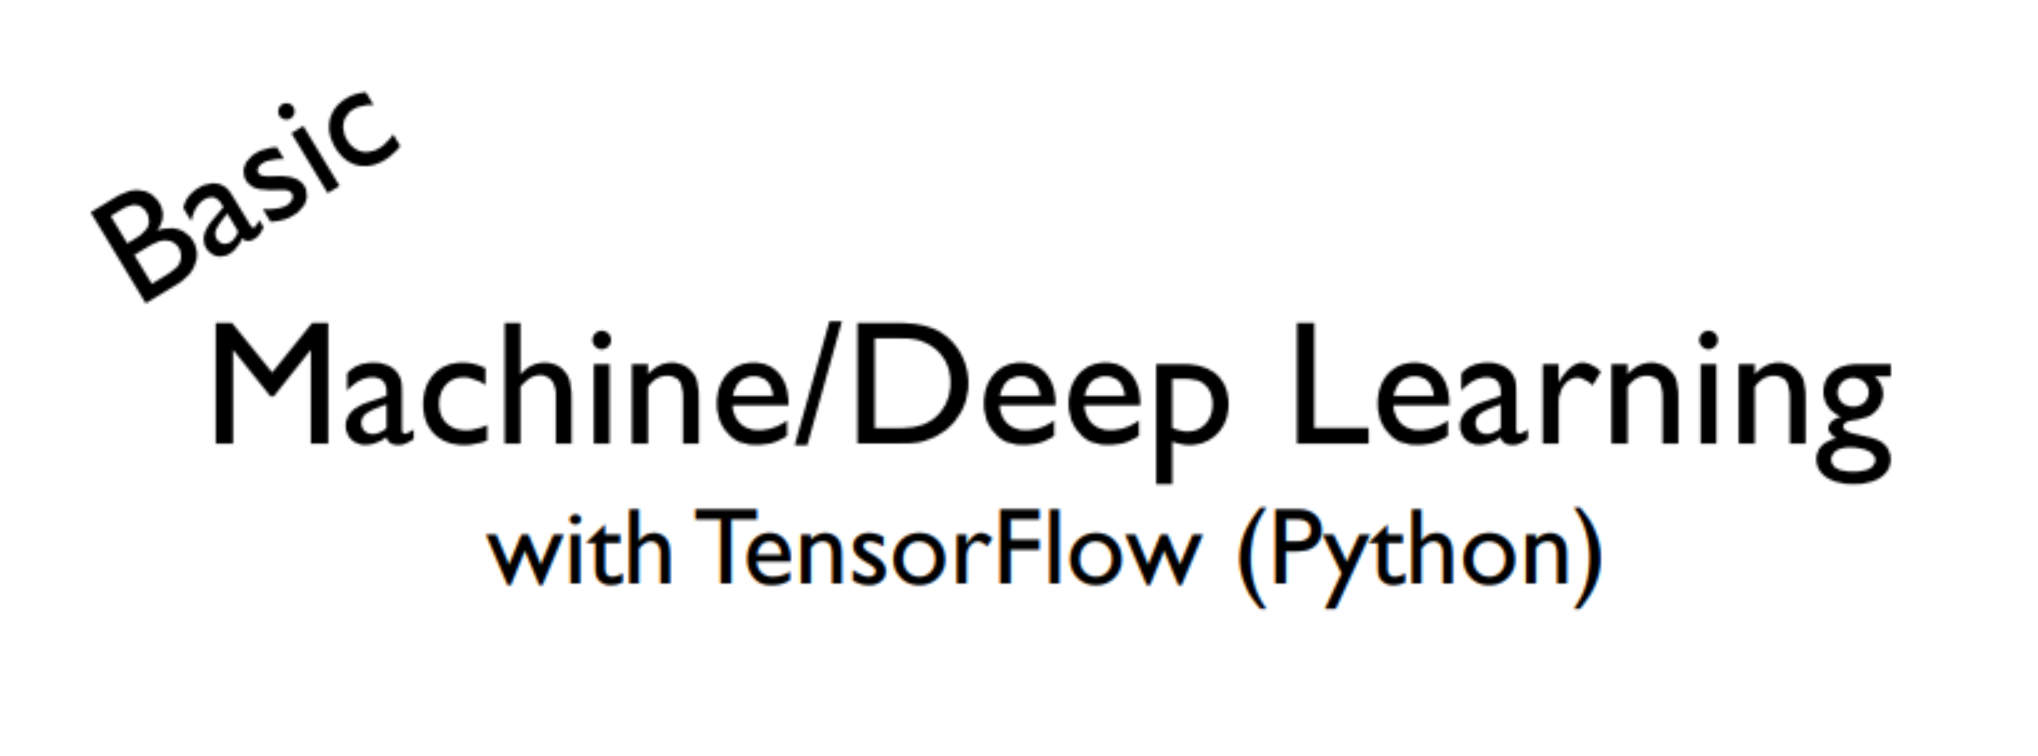 Basic
Machine/Deep Learning
with TensorFlow (Python)